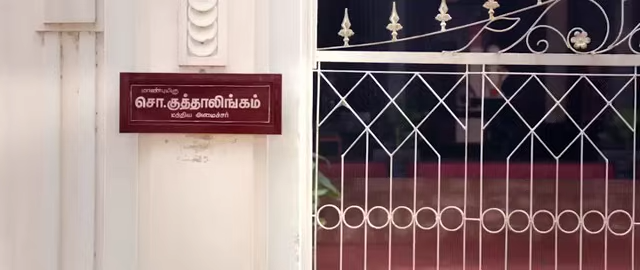 மாண்புமிகு
சொ.குத்தாலிங்கம்
மத்திய அமைச்சர்